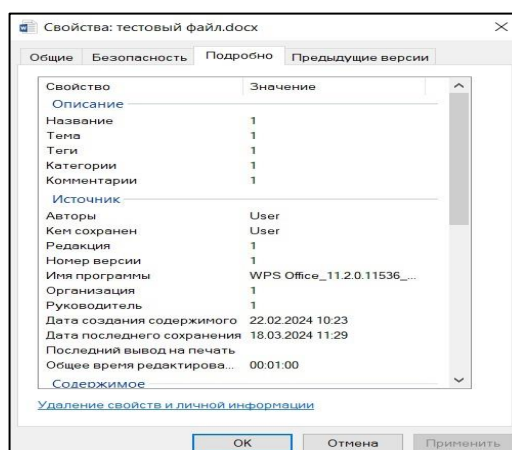 Свойства: тестовый файл.docx
Общие Безопасность Подробно Предыдущие версии
Свойство Значение
Описание
Название 1
Тема 1
Теги 1
Категории 1
Комментарии 1
Источник
Авторы User
Кем сохранен User
Редакция 1
Номер версии 1
Имя программы WPS Office_11.2.0.11536_...
Организация 1
Руководитель 1
Дата создания содержимого 22.02.2024 10:23
Дата последнего сохранения 18.03.2024 11:29
Последний вывод на печать
Общее время редактирова... 00:01:00
Содержимое
Удаление свойств и личной информации
ОК Отмена Применить